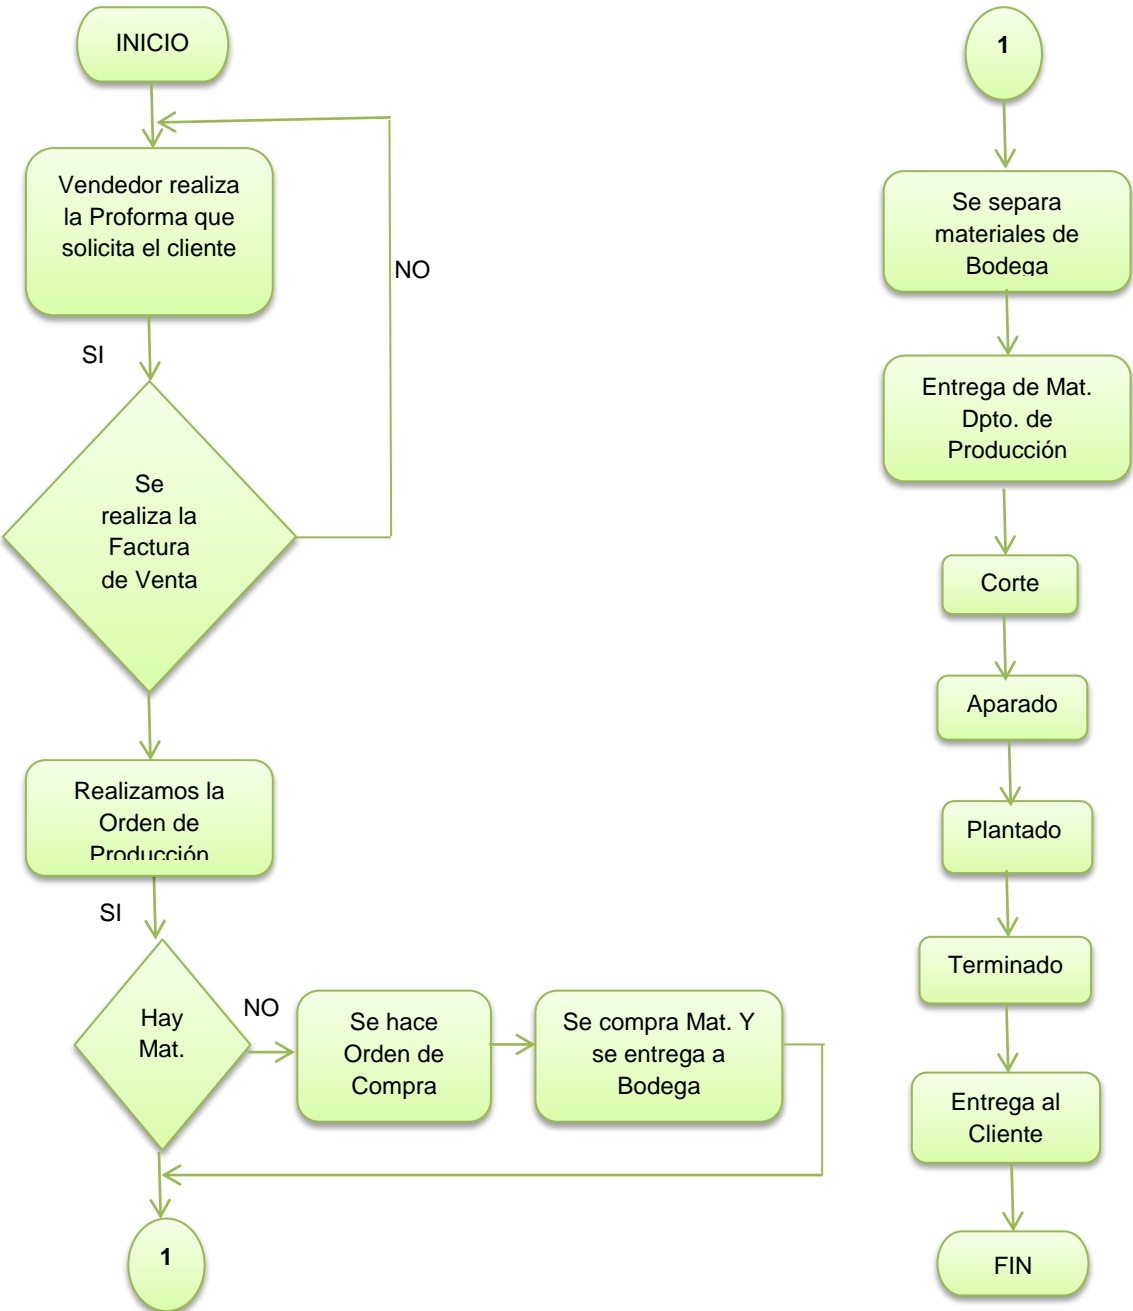 INICIO
Vendedor realiza
la Proforma que
solicita el cliente
NO
SI
Se
realiza la
Factura
de Venta
Realizamos la
Orden de
Producción
SI
Hay
Mat.
NO
Se hace
Orden de
Compra
Se compra Mat. Y
se entrega a
Bodega
1
1
Se separa
materiales de
Bodega
Entrega de Mat.
Dpto. de
Producción
Corte
Aparado
Plantado
Terminado
Entrega al
Cliente
FIN